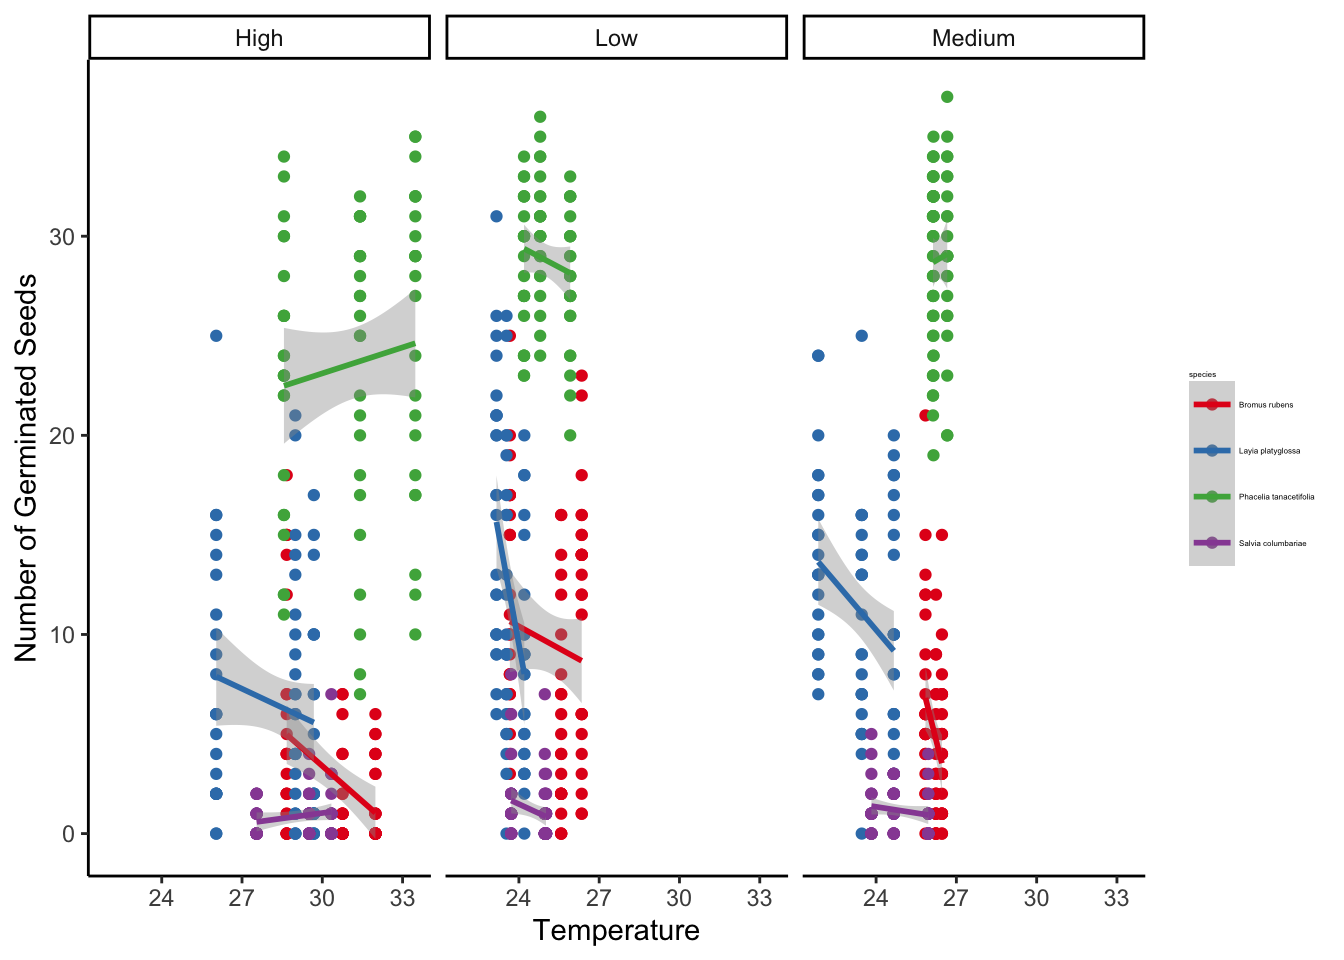 High
Low
Medium
Number of Germinated Seeds
30
20
10
0
24 27 30 33
24 27 30 33
24 27 30 33
Temperature
species
Bromus rubens
Layia platyglossa
Phacelia tanacetifolia
Salvia columbariae